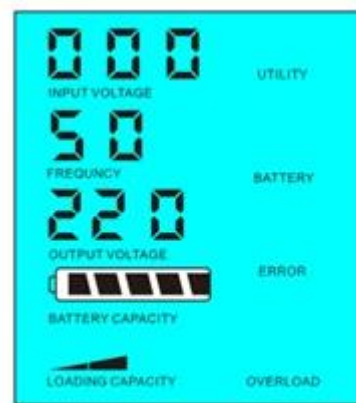 000
UTILITY
INPUT VOLTAGE
50
FREQUNCY
BATTERY
220
OUTPUT VOLTAGE
ERROR
BATTERY CAPACITY
LOADING CAPACITY
OVERLOAD